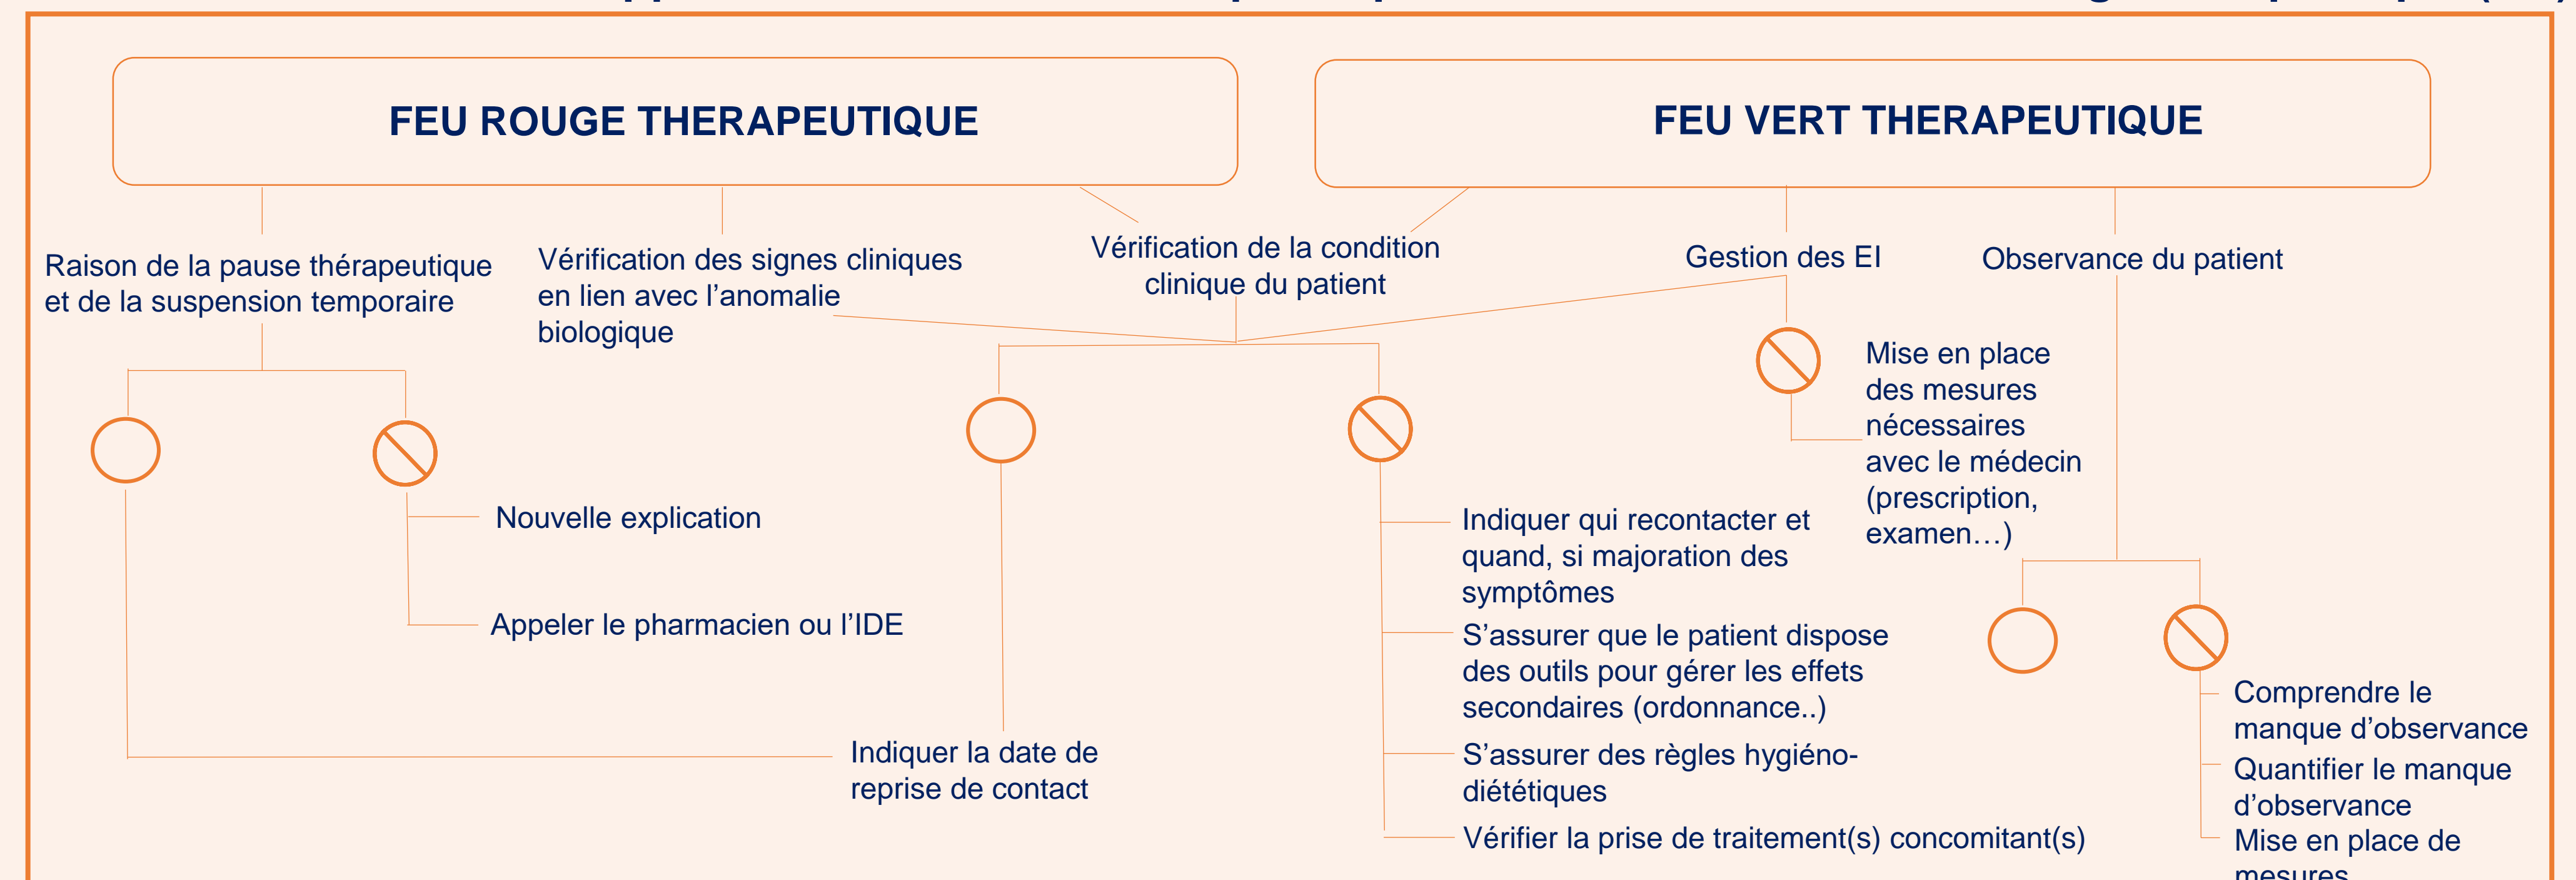 FEU ROUGE THERAPEUTIQUE
FEU VERT THERAPEUTIQUE
Raison de la pause thérapeutique
et de la suspension temporaire
Vérification des signes cliniques
en lien avec l’anomalie
biologique
Vérification de la condition
clinique du patient
Gestion des EI
Observance du patient
Mise en place
des mesures
nécessaires
avec le médecin
(prescription,
examen…)
Nouvelle explication
Appeler le pharmacien ou l’IDE
Indiquer la date de
reprise de contact
Indiquer qui recontacter et
quand, si majoration des
symptômes
S’assurer que le patient dispose
des outils pour gérer les effets
secondaires (ordonnance..)
S’assurer des règles hygiéno-
diététiques
Vérifier la prise de traitement(s) concomitant(s)
Comprendre le
manque d’observance
Quantifier le manque
d’observance
Mise en place de
mesures